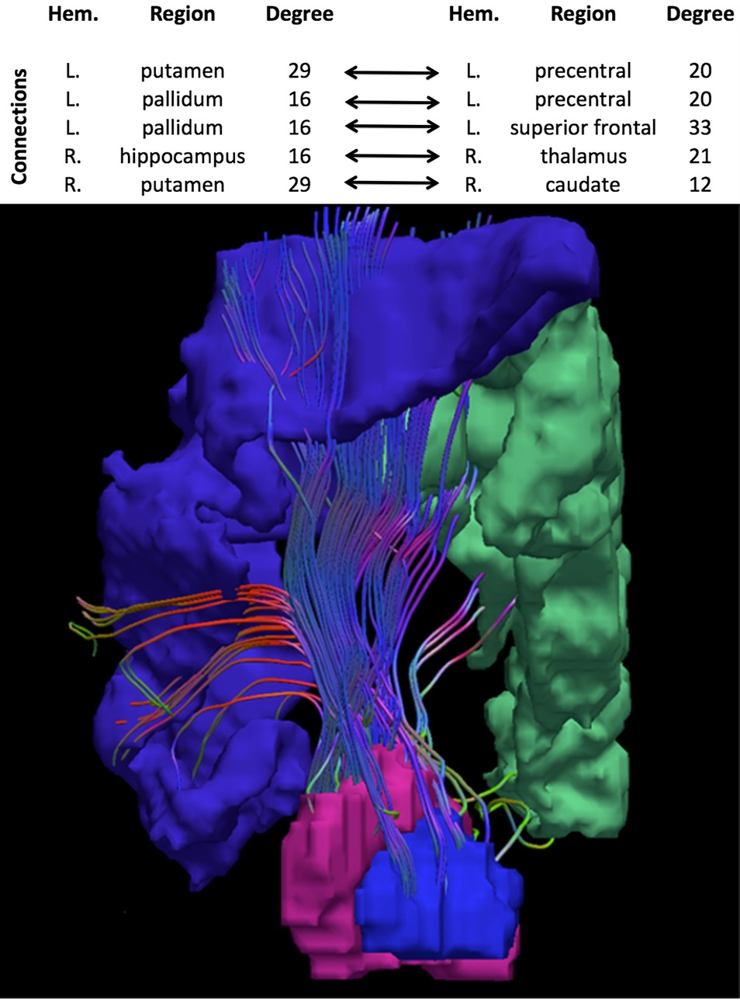 Hem. Region Degree Hem. Region Degree
Connections
L. putamen 29 L. precentral 20
L. pallidum 16 L. precentral 20
L. pallidum 16 L. superior frontal 33
R. hippocampus 16 R. thalamus 21
R. putamen 29 R. caudate 12